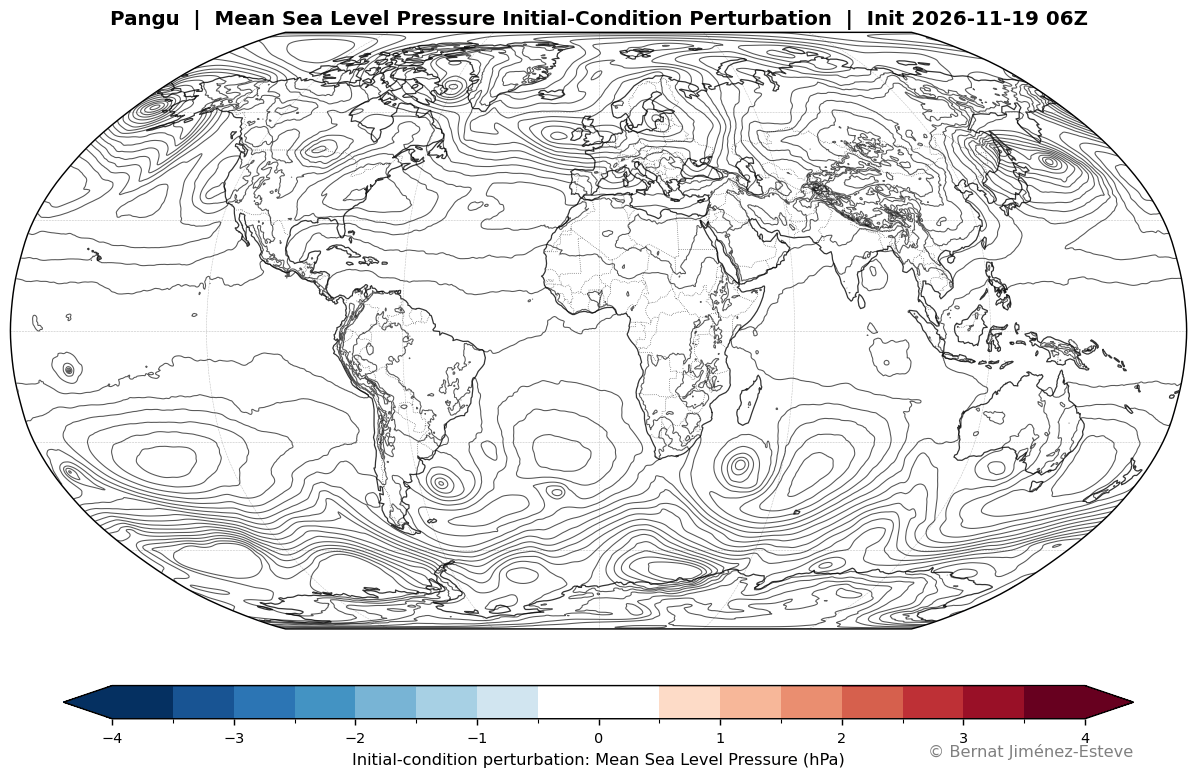 Pangu | Mean Sea Level Pressure Initial-Condition Perturbation | Init 2026-11-19 06Z
−4 −3 −2 −1 0 1 2 3 4
© Bernat Jiménez-Esteve
Initial-condition perturbation: Mean Sea Level Pressure (hPa)